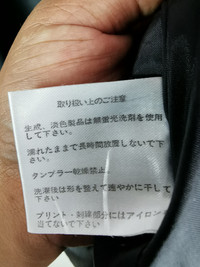 取り扱い上のご注意
生成、淡色製品は無蛍光洗剤を使用
して下さい。
濡れたままで長時間放置しないで下
さい。
タンブラー乾燥禁止。
洗濯後は形を整えて速やかに干して
下さい。
プリント・刺繍部分にはアイロン
当てないで下さい